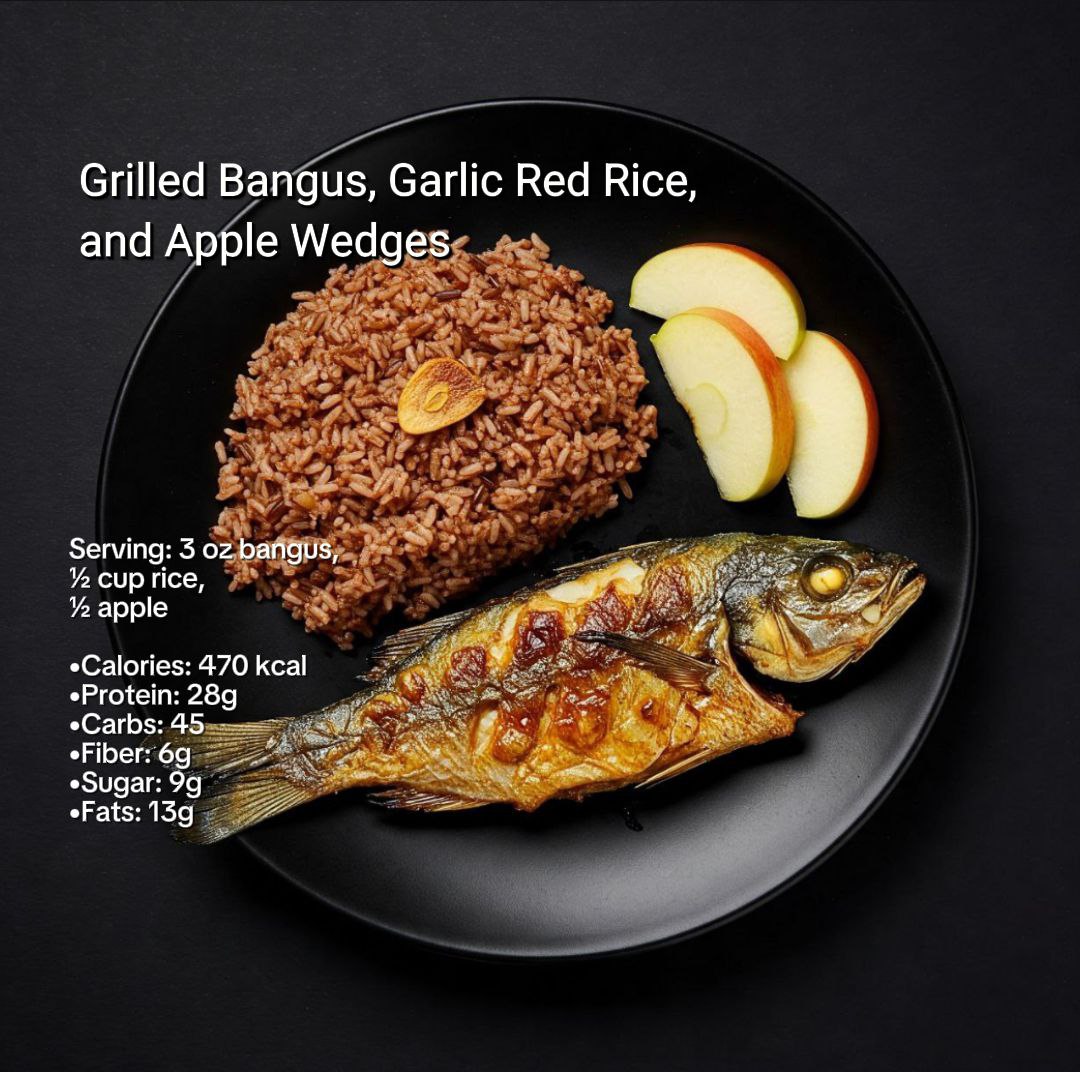 Grilled Bangus, Garlic Red Rice,
and Apple Wedges
Serving: 3 oz bangus,
½ cup rice,
½ apple
•Calories: 470 kcal
•Protein: 28g
•Carbs: 45
•Fiber: 6g
•Sugar: 9g
•Fats: 13g